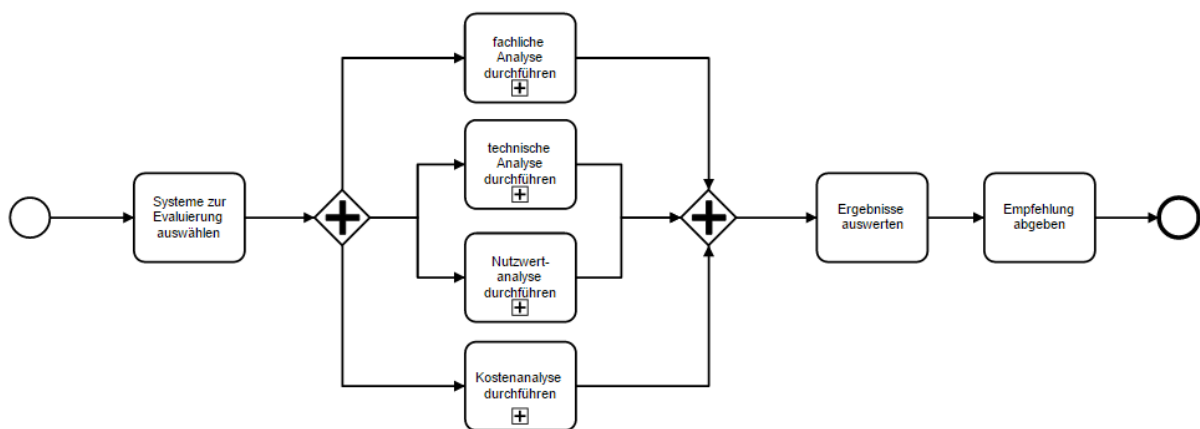 Systeme zur
Evaluierung
auswählen
fachliche
Analyse
durchführen
technische
Analyse
durchführen
Nutzwert-
analyse
durchführen
Kostenanalyse
durchführen
Ergebnisse
auswerten
Empfehlung
abgeben